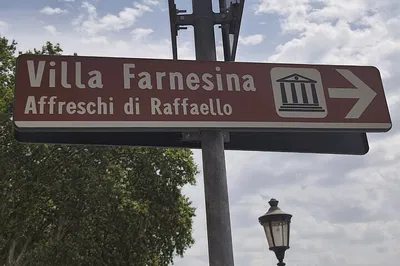 Villa Farnesina
Affreschi di Raffaello